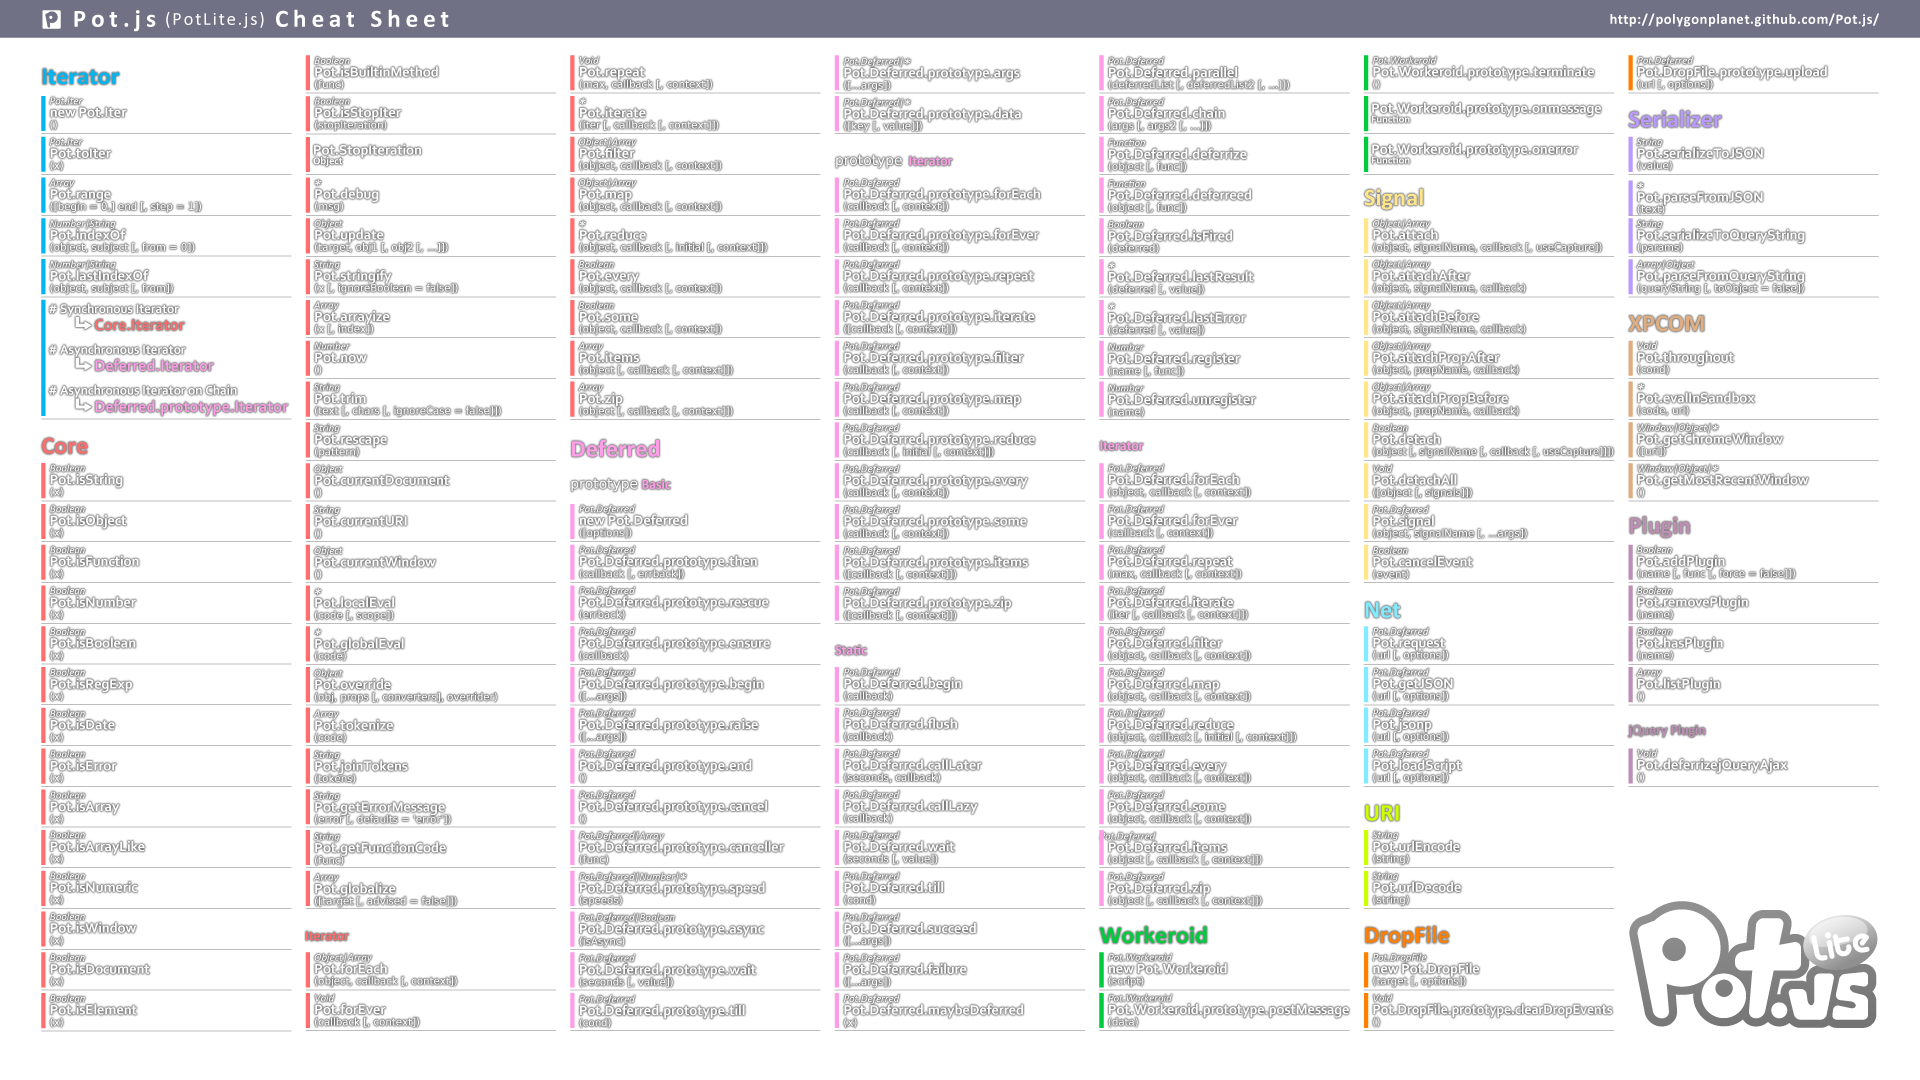 Pot.js (PotLite.js) Cheat Sheet
http://polygonplanet.github.com/Pot.js/
Iterator
Pot.Iter
new Pot.Iter
()
Pot.Iter
Pot.toIter
(x)
Array
Pot.range
([begin = 0,] end [, step = 1])
Number|String
Pot.indexOf
(object, subject [, from = 0])
Number|String
Pot.lastIndexOf
(object, subject [, from])
# Synchronous Iterator
Core.Iterator
# Asynchronous Iterator
Deferred.Iterator
# Asynchronous Iterator on Chain
Deferred.prototype.Iterator
Core
Boolean
Pot.isString
(x)
Boolean
Pot.isObject
(x)
Boolean
Pot.isFunction
(x)
Boolean
Pot.isNumber
(x)
Boolean
Pot.isBoolean
(x)
Boolean
Pot.isRegExp
(x)
Boolean
Pot.isDate
(x)
Boolean
Pot.isError
(x)
Boolean
Pot.isArray
(x)
Boolean
Pot.isArrayLike
(x)
Boolean
Pot.isNumeric
(x)
Boolean
Pot.isWindow
(x)
Boolean
Pot.isDocument
(x)
Boolean
Pot.isElement
(x)
Boolean
Pot.isBuiltinMethod
(func)
Boolean
Pot.isStopIter
(stopIteration)
Pot.StopIteration
Object
*
Pot.debug
(msg)
Object
Pot.update
(target, obj1 [, obj2 [, ...]])
String
Pot.stringify
(x [, ignoreBoolean = false])
Array
Pot.arrayize
(x [, index])
Number
Pot.now
()
String
Pot.trim
(text [, chars [, ignoreCase = false]])
String
Pot.rescape
(pattern)
Object
Pot.currentDocument
()
String
Pot.currentURI
()
Object
Pot.currentWindow
()
*
Pot.localEval
(code [, scope])
*
Pot.globalEval
(code)
Object
Pot.override
(obj, props [, converters], overrider)
Array
Pot.tokenize
(code)
String
Pot.joinTokens
(tokens)
String
Pot.getErrorMessage
(error [, defaults = 'error'])
String
Pot.getFunctionCode
(func)
Array
Pot.globalize
([target [, advised = false]])
Iterator
Object|Array
Pot.forEach
(object, callback [, context])
Void
Pot.forEver
(callback [, context])
Void
Pot.repeat
(max, callback [, context])
*
Pot.iterate
(iter [, callback [, context]])
Object|Array
Pot.filter
(object, callback [, context])
Object|Array
Pot.map
(object, callback [, context])
*
Pot.reduce
(object, callback [, initial [, context]])
Boolean
Pot.every
(object, callback [, context])
Boolean
Pot.some
(object, callback [, context])
Array
Pot.items
(object [, callback [, context]])
Array
Pot.zip
(object [, callback [, context]])
Deferred
prototype Basic
Pot.Deferred
new Pot.Deferred
([options])
Pot.Deferred
Pot.Deferred.prototype.then
(callback [, errback])
Pot.Deferred
Pot.Deferred.prototype.rescue
(errback)
Pot.Deferred
Pot.Deferred.prototype.ensure
(callback)
Pot.Deferred
Pot.Deferred.prototype.begin
([...args])
Pot.Deferred
Pot.Deferred.prototype.raise
([...args])
Pot.Deferred
Pot.Deferred.prototype.end
()
Pot.Deferred
Pot.Deferred.prototype.cancel
()
Pot.Deferred|Array
Pot.Deferred.prototype.canceller
(func)
Pot.Deferred|Number|*
Pot.Deferred.prototype.speed
(speeds)
Pot.Deferred|Boolean
Pot.Deferred.prototype.async
(isAsync)
Pot.Deferred
Pot.Deferred.prototype.wait
(seconds [, value])
Pot.Deferred
Pot.Deferred.prototype.till
(cond)
Pot.Deferred|*
Pot.Deferred.prototype.args
([...args])
Pot.Deferred|*
Pot.Deferred.prototype.data
([key [, value]])
prototype Iterator
Pot.Deferred
Pot.Deferred.prototype.forEach
(callback [, context])
Pot.Deferred
Pot.Deferred.prototype.forEver
(callback [, context])
Pot.Deferred
Pot.Deferred.prototype.repeat
(callback [, context])
Pot.Deferred
Pot.Deferred.prototype.iterate
([callback [, context]])
Pot.Deferred
Pot.Deferred.prototype.filter
(callback [, context])
Pot.Deferred
Pot.Deferred.prototype.map
(callback [, context])
Pot.Deferred
Pot.Deferred.prototype.reduce
(callback [, initial [, context]])
Pot.Deferred
Pot.Deferred.prototype.every
(callback [, context])
Pot.Deferred
Pot.Deferred.prototype.some
(callback [, context])
Pot.Deferred
Pot.Deferred.prototype.items
([callback [, context]])
Pot.Deferred
Pot.Deferred.prototype.zip
([callback [, context]])
Static
Pot.Deferred
Pot.Deferred.begin
(callback)
Pot.Deferred
Pot.Deferred.flush
(callback)
Pot.Deferred
Pot.Deferred.callLater
(seconds, callback)
Pot.Deferred
Pot.Deferred.callLazy
(callback)
Pot.Deferred
Pot.Deferred.wait
(seconds [, value])
Pot.Deferred
Pot.Deferred.till
(cond)
Pot.Deferred
Pot.Deferred.succeed
([...args])
Pot.Deferred
Pot.Deferred.failure
([...args])
Pot.Deferred
Pot.Deferred.maybeDeferred
(x)
Pot.Deferred
Pot.Deferred.parallel
(deferredList [, deferredList2 [, ...]])
Pot.Deferred
Pot.Deferred.chain
(args [, args2 [, ...]])
Function
Pot.Deferred.deferrize
(object [, func])
Function
Pot.Deferred.deferreed
(object [, func])
Boolean
Pot.Deferred.isFired
(deferred)
*
Pot.Deferred.lastResult
(deferred [, value])
*
Pot.Deferred.lastError
(deferred [, value])
Number
Pot.Deferred.register
(name [, func])
Number
Pot.Deferred.unregister
(name)
Iterator
Pot.Deferred
Pot.Deferred.forEach
(object, callback [, context])
Pot.Deferred
Pot.Deferred.forEver
(callback [, context])
Pot.Deferred
Pot.Deferred.repeat
(max, callback [, context])
Pot.Deferred
Pot.Deferred.iterate
(iter [, callback [, context]])
Pot.Deferred
Pot.Deferred.filter
(object, callback [, context])
Pot.Deferred
Pot.Deferred.map
(object, callback [, context])
Pot.Deferred
Pot.Deferred.reduce
(object, callback [, initial [, context]])
Pot.Deferred
Pot.Deferred.every
(object, callback [, context])
Pot.Deferred
Pot.Deferred.some
(object, callback [, context])
Pot.Deferred
Pot.Deferred.items
(object [, callback [, context]])
Pot.Deferred
Pot.Deferred.zip
(object [, callback [, context]])
Workeroid
Pot.Workeroid
new Pot.Workeroid
(script)
Pot.Workeroid
Pot.Workeroid.prototype.postMessage
(data)
Pot.Workeroid
Pot.Workeroid.prototype.terminate
()
Pot.Workeroid.prototype.onmessage
Function
Pot.Workeroid.prototype.onerror
Function
Signal
Object|Array
Pot.attach
(object, signalName, callback [, useCapture])
Object|Array
Pot.attachAfter
(object, signalName, callback)
Object|Array
Pot.attachBefore
(object, signalName, callback)
Object|Array
Pot.attachPropAfter
(object, propName, callback)
Object|Array
Pot.attachPropBefore
(object, propName, callback)
Boolean
Pot.detach
(object [, signalName [, callback [, useCapture]]])
Void
Pot.detachAll
([object [, signals]])
Pot.Deferred
Pot.signal
(object, signalName [, ...args])
Boolean
Pot.cancelEvent
(event)
Net
Pot.Deferred
Pot.request
(url [, options])
Pot.Deferred
Pot.getJSON
(url [, options])
Pot.Deferred
Pot.jsonp
(url [, options])
Pot.Deferred
Pot.loadScript
(url [, options])
URI
String
Pot.urlEncode
(string)
String
Pot.urlDecode
(string)
DropFile
Pot.DropFile
new Pot.DropFile
(target [, options])
Void
Pot.DropFile.prototype.clearDropEvents
()
Pot.Deferred
Pot.DropFile.prototype.upload
(url [, options])
Serializer
String
Pot.serializeToJSON
(value)
*
Pot.parseFromJSON
(text)
String
Pot.serializeToQueryString
(params)
Array|Object
Pot.parseFromQueryString
(queryString [, toObject = false])
XPCOM
Void
Pot.throughout
(cond)
*
Pot.evalInSandbox
(code, url)
Window|Object|*
Pot.getChromeWindow
([uri])
Window|Object|*
Pot.getMostRecentWindow
()
Plugin
Boolean
Pot.addPlugin
(name [, func [, force = false]])
Boolean
Pot.removePlugin
(name)
Boolean
Pot.hasPlugin
(name)
Array
Pot.listPlugin
()
jQuery Plugin
Void
Pot.deferrizejQueryAjax
()
Pot.js
Lite